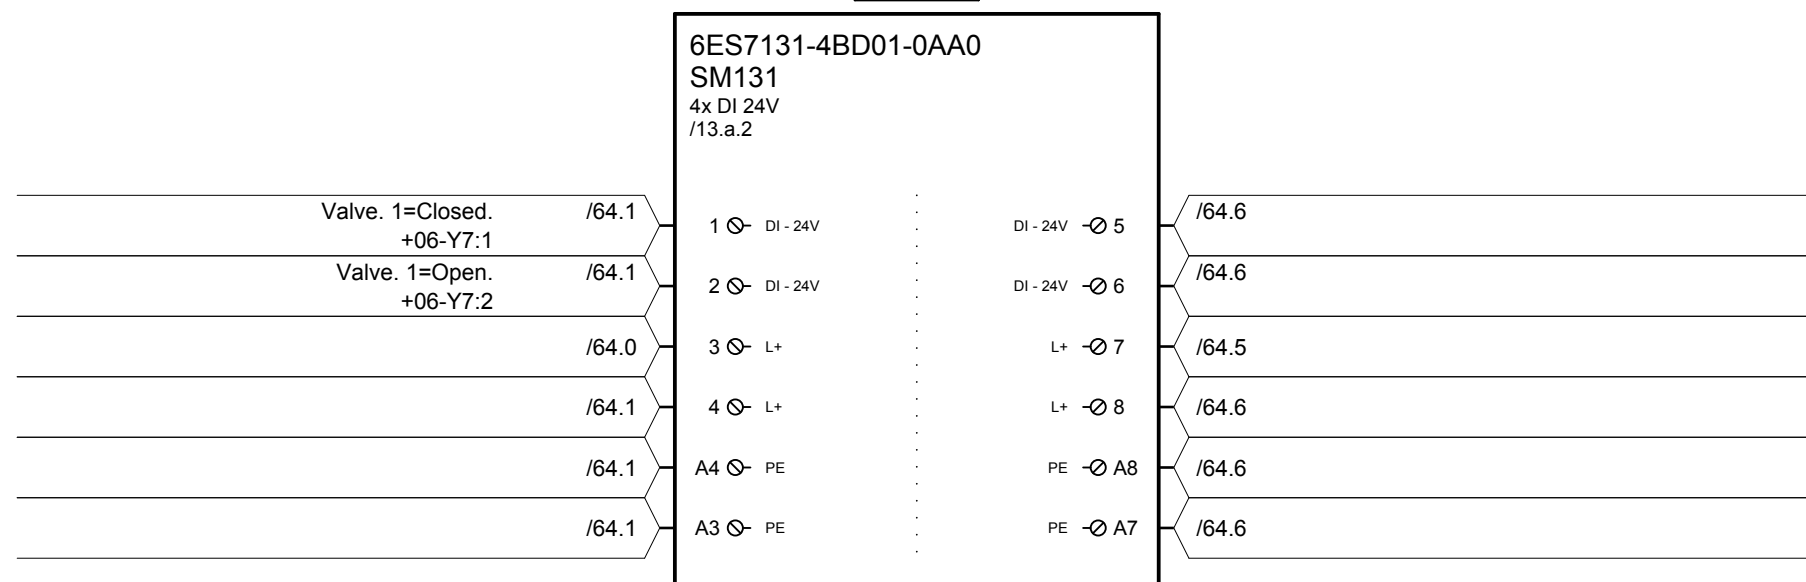 6ES7131-4BD01-0AA0
SM131
4x DI 24V
/13.a.2
Valve. 1=Closed. /64.1 1 DI - 24V DI - 24V 5 /64.6
+06-Y7:1
Valve. 1=Open. /64.1 2 DI - 24V DI - 24V 6 /64.6
+06-Y7:2
/64.0 3 L+ L+ 7 /64.5
/64.1 4 L+ L+ 8 /64.6
/64.1 A4 PE PE A8 /64.6
/64.1 A3 PE PE A7 /64.6